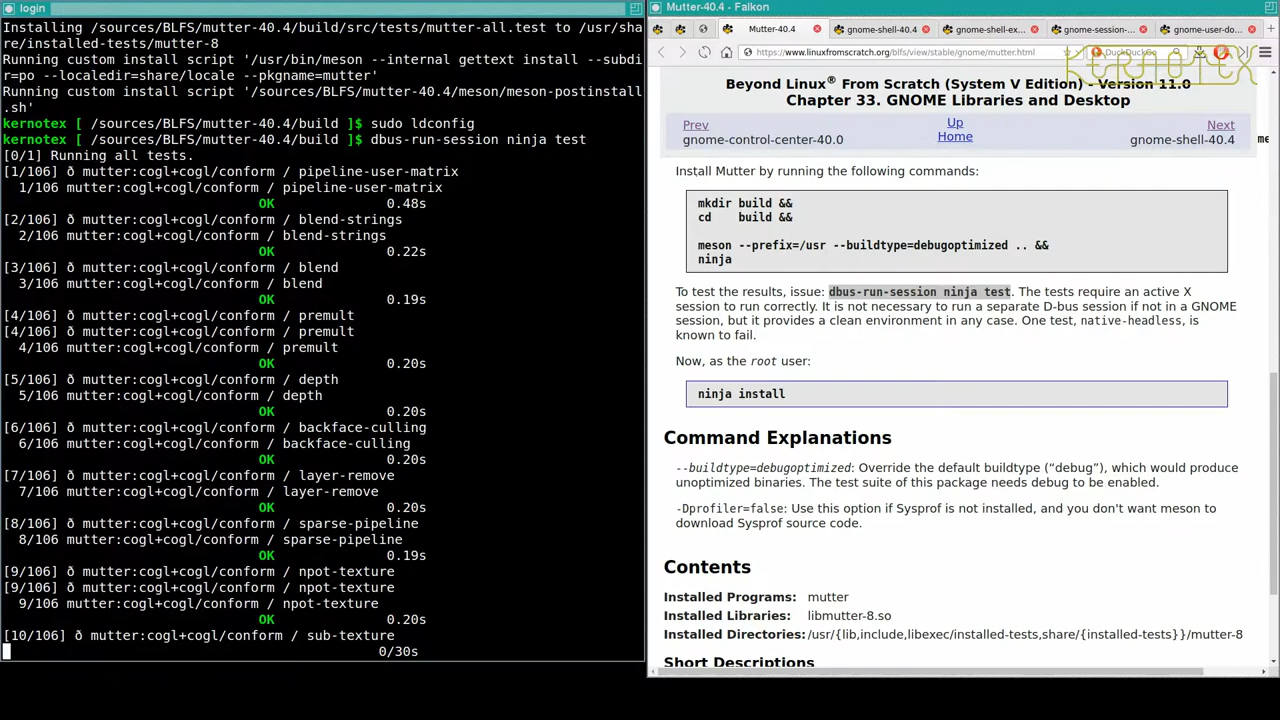 login
Installing /sources/BLFS/mutter-40.4/build/src/tests/mutter-all.test to /usr/sha
re/installed-tests/mutter-8
Running custom install script '/usr/bin/meson --internal gettext install --subdi
r=po --localedir=share/locale --pkgname=mutter'
Running custom install script '/sources/BLFS/mutter-40.4/meson/meson-postinstall
.sh'
kernotex [ /sources/BLFS/mutter-40.4/build ]$ sudo ldconfig
kernotex [ /sources/BLFS/mutter-40.4/build ]$ dbus-run-session ninja test
[0/1] Running all tests.
[1/106] ð mutter:cogl+cogl/conform / pipeline-user-matrix
1/106 mutter:cogl+cogl/conform / pipeline-user-matrix
OK 0.48s
[2/106] ð mutter:cogl+cogl/conform / blend-strings
2/106 mutter:cogl+cogl/conform / blend-strings
OK 0.22s
[3/106] ð mutter:cogl+cogl/conform / blend
3/106 mutter:cogl+cogl/conform / blend
OK 0.19s
[4/106] ð mutter:cogl+cogl/conform / premult
[4/106] ð mutter:cogl+cogl/conform / premult
4/106 mutter:cogl+cogl/conform / premult
OK 0.20s
[5/106] ð mutter:cogl+cogl/conform / depth
5/106 mutter:cogl+cogl/conform / depth
OK 0.20s
[6/106] ð mutter:cogl+cogl/conform / backface-culling
6/106 mutter:cogl+cogl/conform / backface-culling
OK 0.20s
[7/106] ð mutter:cogl+cogl/conform / layer-remove
7/106 mutter:cogl+cogl/conform / layer-remove
OK 0.20s
[8/106] ð mutter:cogl+cogl/conform / sparse-pipeline
8/106 mutter:cogl+cogl/conform / sparse-pipeline
OK 0.19s
[9/106] ð mutter:cogl+cogl/conform / npot-texture
[9/106] ð mutter:cogl+cogl/conform / npot-texture
9/106 mutter:cogl+cogl/conform / npot-texture
OK 0.20s
[10/106] ð mutter:cogl+cogl/conform / sub-texture
0/30s
Mutter-40.4 - Falkon
Mutter-40.4 gnome-shell-40.4 gnome-shell-ex... gnome-session-... gnome-user-do...
https://www.linuxfromscratch.org/blfs/view/stable/gnome/mutter.html DuckDuckGo
KERNOTEX
Beyond Linux® From Scratch (System V Edition) - Version 11.0
Chapter 33. GNOME Libraries and Desktop
Prev Up Next
gnome-control-center-40.0 Home gnome-shell-40.4
Install Mutter by running the following commands:
mkdir build &&
cd build &&
meson --prefix=/usr --buildtype=debugoptimized .. &&
ninja
To test the results, issue: dbus-run-session ninja test. The tests require an active X
session to run correctly. It is not necessary to run a separate D-bus session if not in a GNOME
session, but it provides a clean environment in any case. One test, native-headless, is
known to fail.
Now, as the root user:
ninja install
Command Explanations
--buildtype=debugoptimized: Override the default buildtype (“debug”), which would produce
unoptimized binaries. The test suite of this package needs debug to be enabled.
-Dprofiler=false: Use this option if Sysprof is not installed, and you don't want meson to
download Sysprof source code.
Contents
Installed Programs: mutter
Installed Libraries: libmutter-8.so
Installed Directories: /usr/{lib,include,libexec/installed-tests,share/{installed-tests}}/mutter-8
Short Descriptions